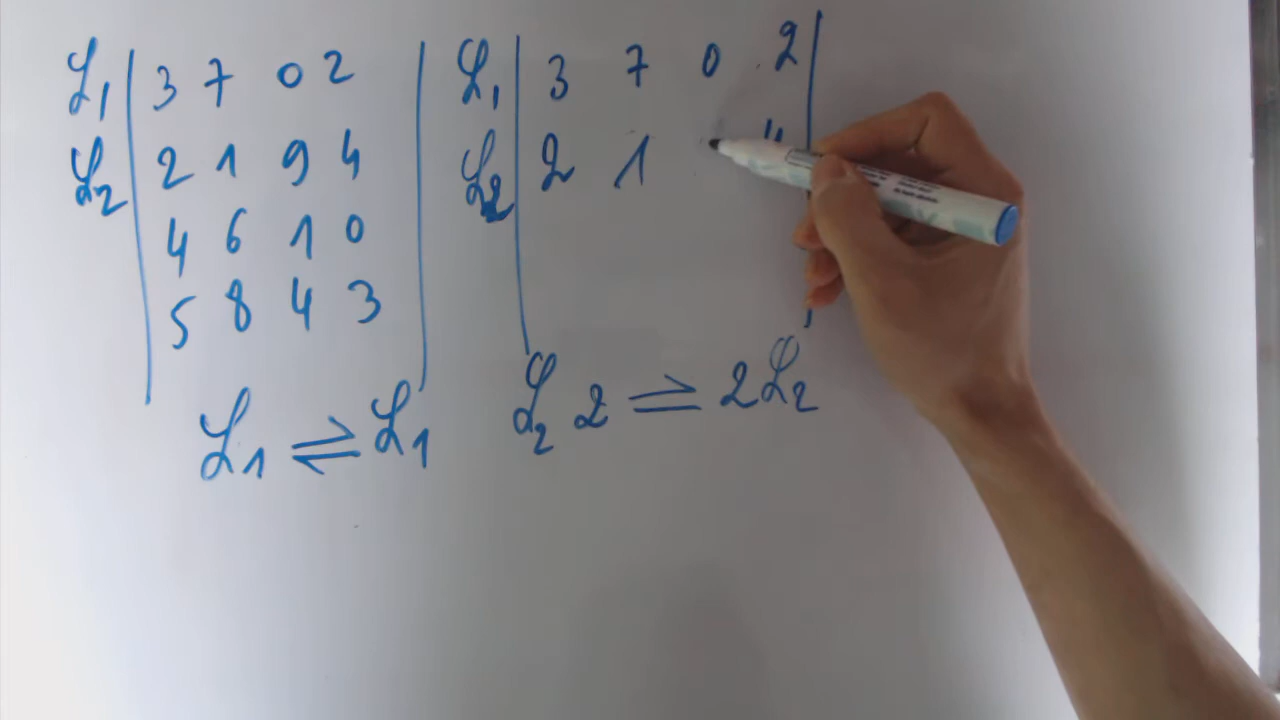 ℒ₁ | 3 7 0 2 | ℒ₁ | 3 7 0 2 |
ℒ₂ | 2 1 9 4 | ℒ₂ | 2 1
4 6 1 0
5 8 4 3
ℒ₁ ⇌ ℒ₁
ℒ₂ 2 ⇌ 2ℒ₂